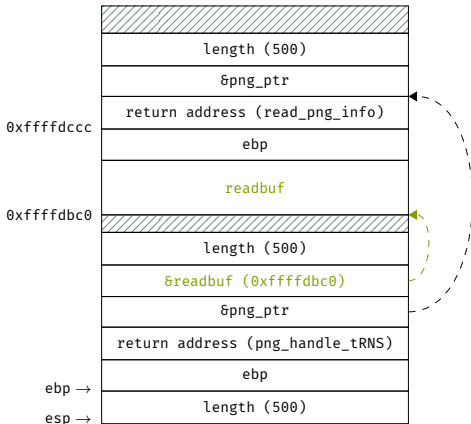 length (500)
&png_ptr
return address (read_png_info)
0xffffdccc
ebp
readbuf
0xffffdbc0
length (500)
&readbuf (0xffffdbc0)
&png_ptr
return address (png_handle_tRNS)
ebp
ebp →
length (500)
esp →